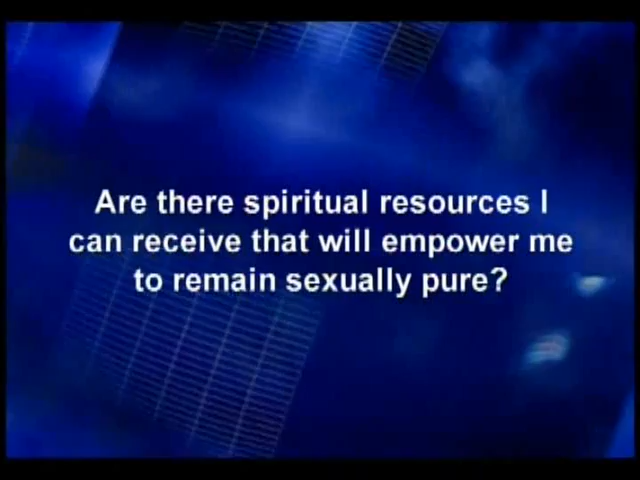 Are there spiritual resources I
can receive that will empower me
to remain sexually pure?